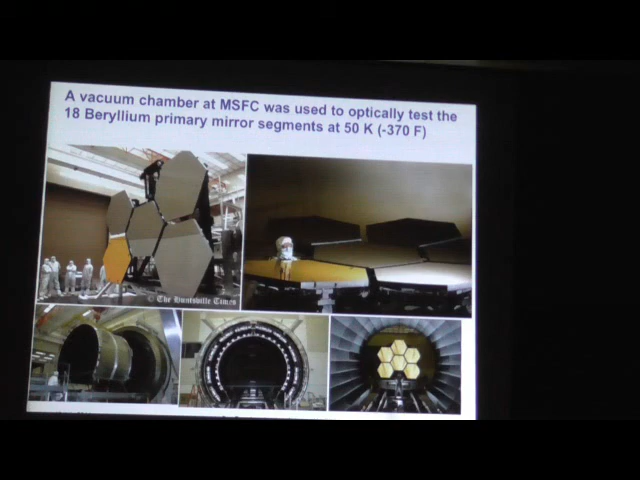 A vacuum chamber at MSFC was used to optically test the
18 Beryllium primary mirror segments at 50 K (-370 F)
© The Huntsville Times